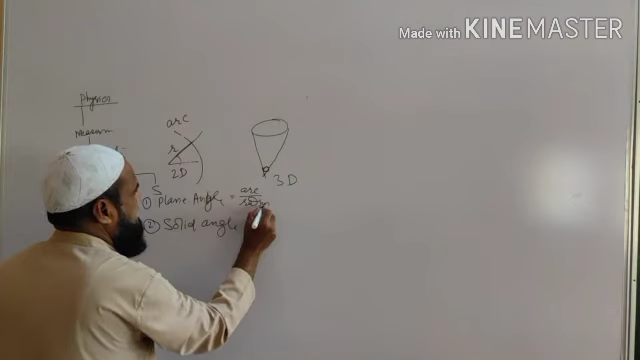 Made with KINEMASTER
Physics
arc
r
2D
3D
S
① Plane Angle = arc
② Solid angle